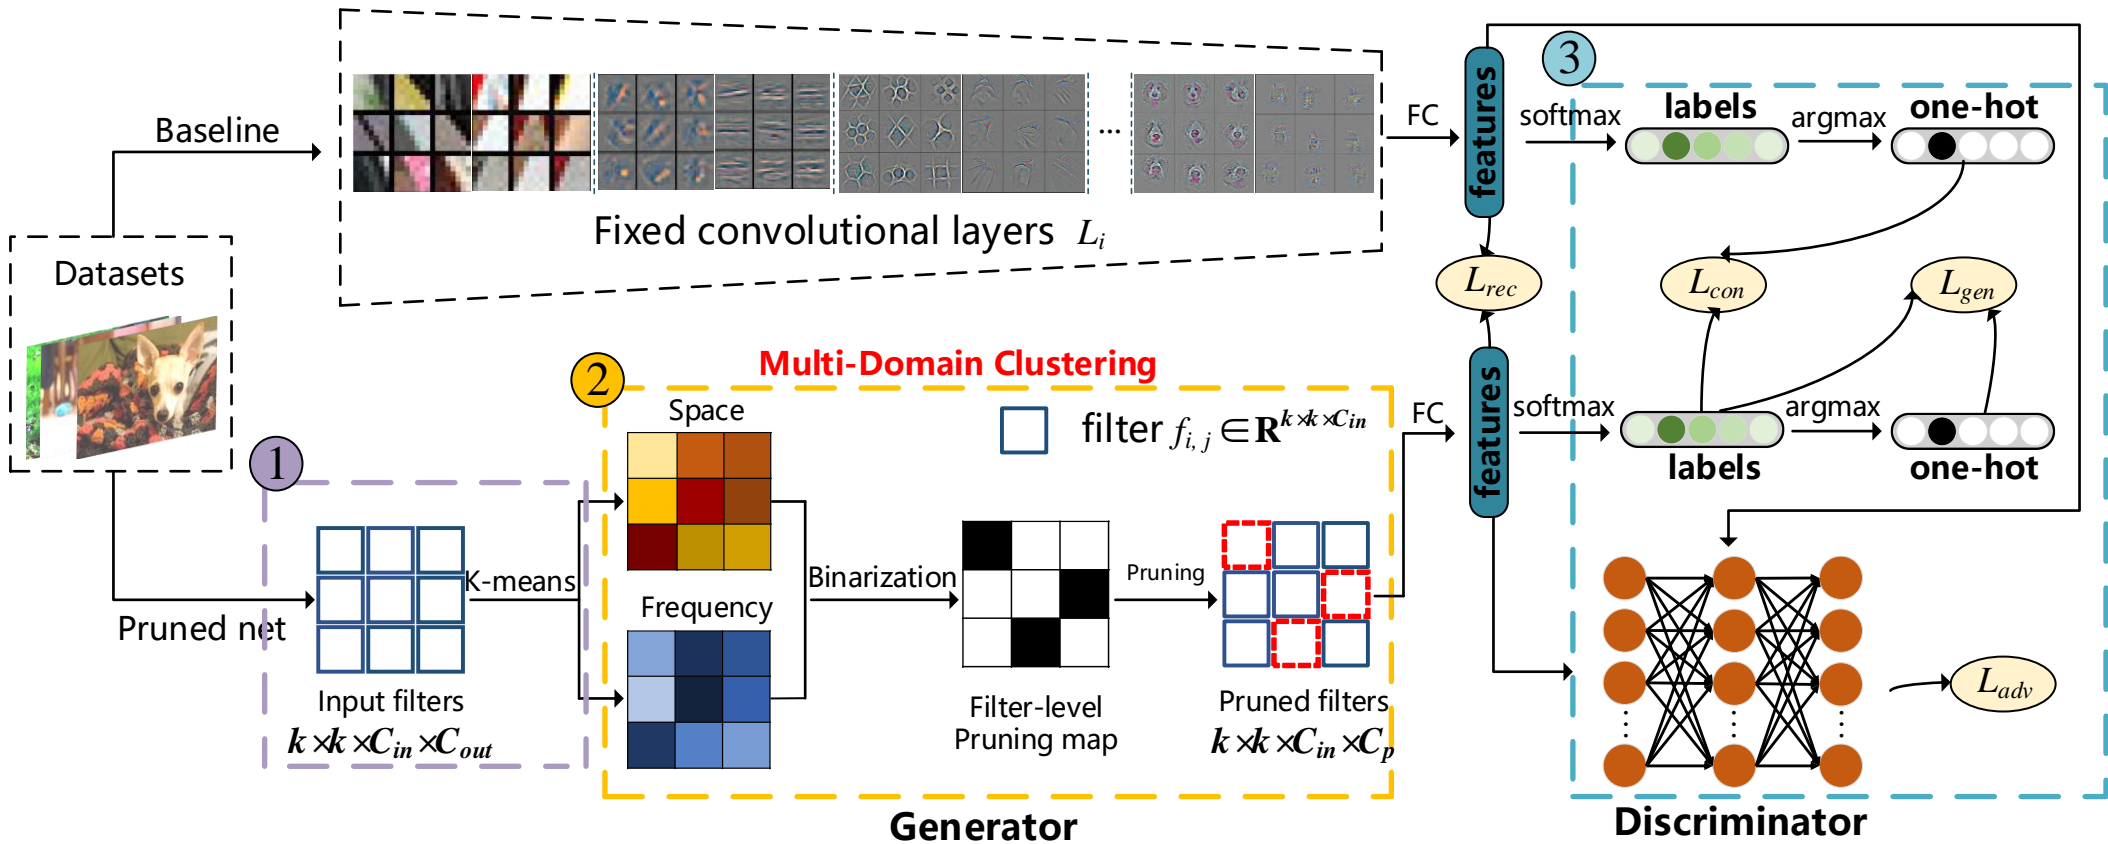 Baseline
Fixed convolutional layers L_i
...
FC
features
softmax
3
labels
argmax
one-hot
Datasets
L_rec
L_con
L_gen
Multi-Domain Clustering
2
Space
filter f_{i,j} ∈ R^{k×k×C_in}
FC
features
softmax
labels
argmax
one-hot
1
K-means
Pruned net
Input filters
k×k×C_in×C_out
Frequency
Binarization
Filter-level
Pruning map
Pruning
Pruned filters
k×k×C_in×C_p
Generator
L_adv
Discriminator